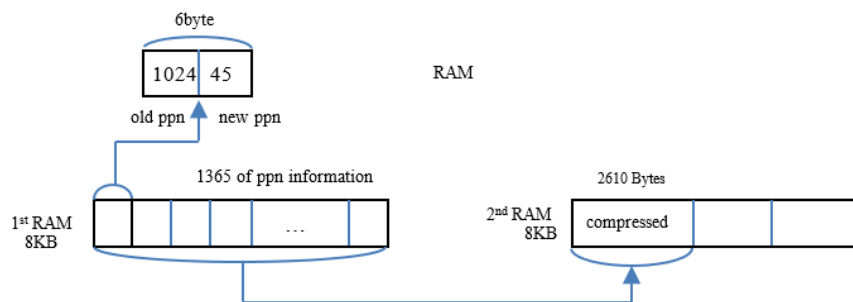 6byte
1024 45
RAM
old ppn new ppn
1365 of ppn information
2610 Bytes
1st RAM
8KB
...
2nd RAM
8KB
compressed